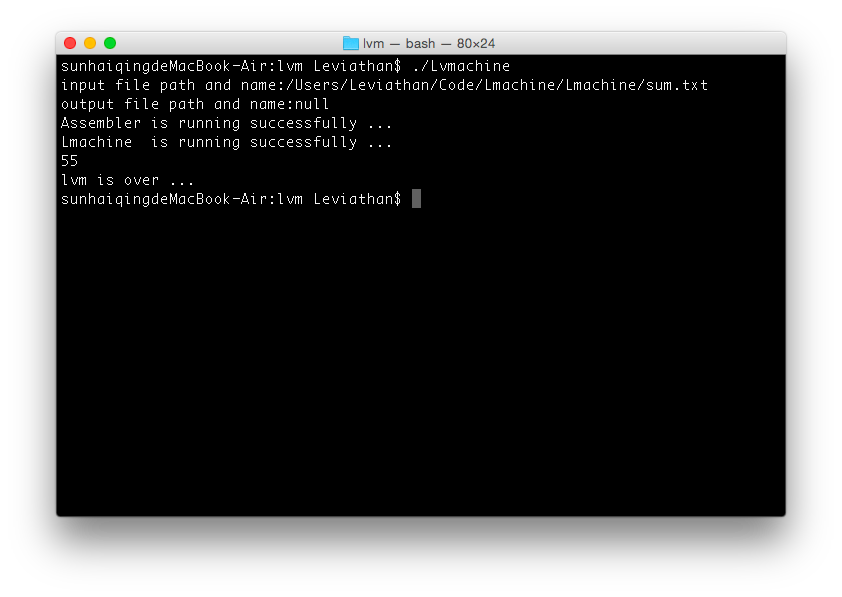 lvm — bash — 80×24
sunhaiqingdeMacBook-Air:lvm Leviathan$ ./Lvmachine
input file path and name:/Users/Leviathan/Code/Lmachine/Lmachine/sum.txt
output file path and name:null
Assembler is running successfully ...
Lmachine  is running successfully ...
55
lvm is over ...
sunhaiqingdeMacBook-Air:lvm Leviathan$